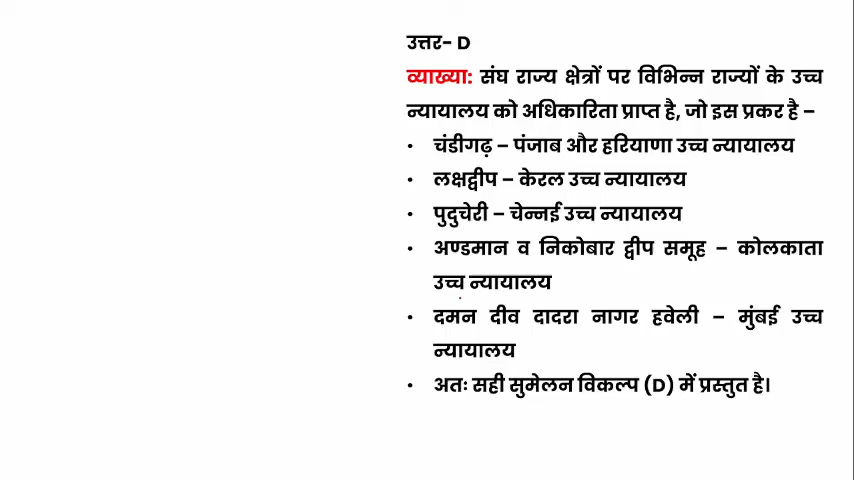 उत्तर- D
व्याख्या: संघ राज्य क्षेत्रों पर विभिन्न राज्यों के उच्च
न्यायालय को अधिकारिता प्राप्त है, जो इस प्रकर है –
• चंडीगढ़ – पंजाब और हरियाणा उच्च न्यायालय
• लक्षद्वीप – केरल उच्च न्यायालय
• पुदुचेरी – चेन्नई उच्च न्यायालय
• अण्डमान व निकोबार द्वीप समूह – कोलकाता
उच्च न्यायालय
• दमन दीव दादरा नागर हवेली – मुंबई उच्च
न्यायालय
• अतः सही सुमेलन विकल्प (D) में प्रस्तुत है।